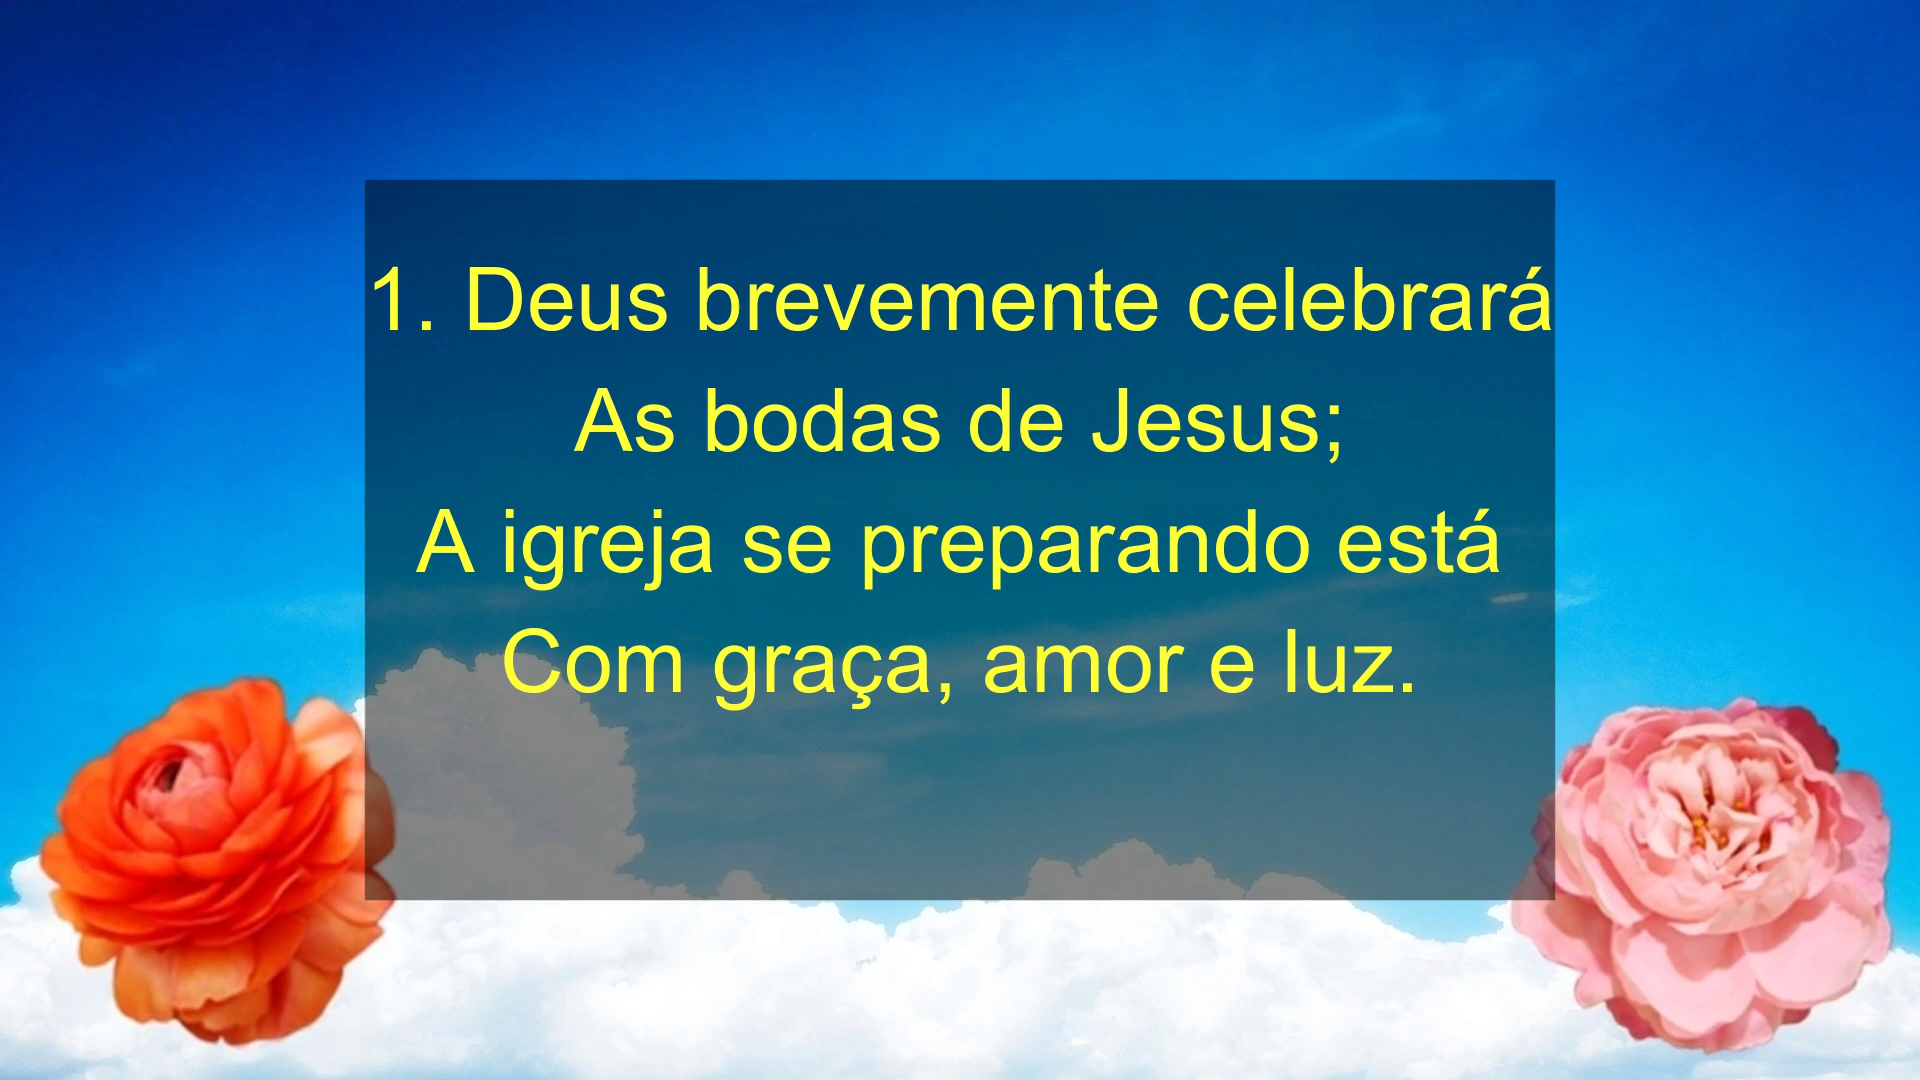 1. Deus brevemente celebrará
As bodas de Jesus;
A igreja se preparando está
Com graça, amor e luz.